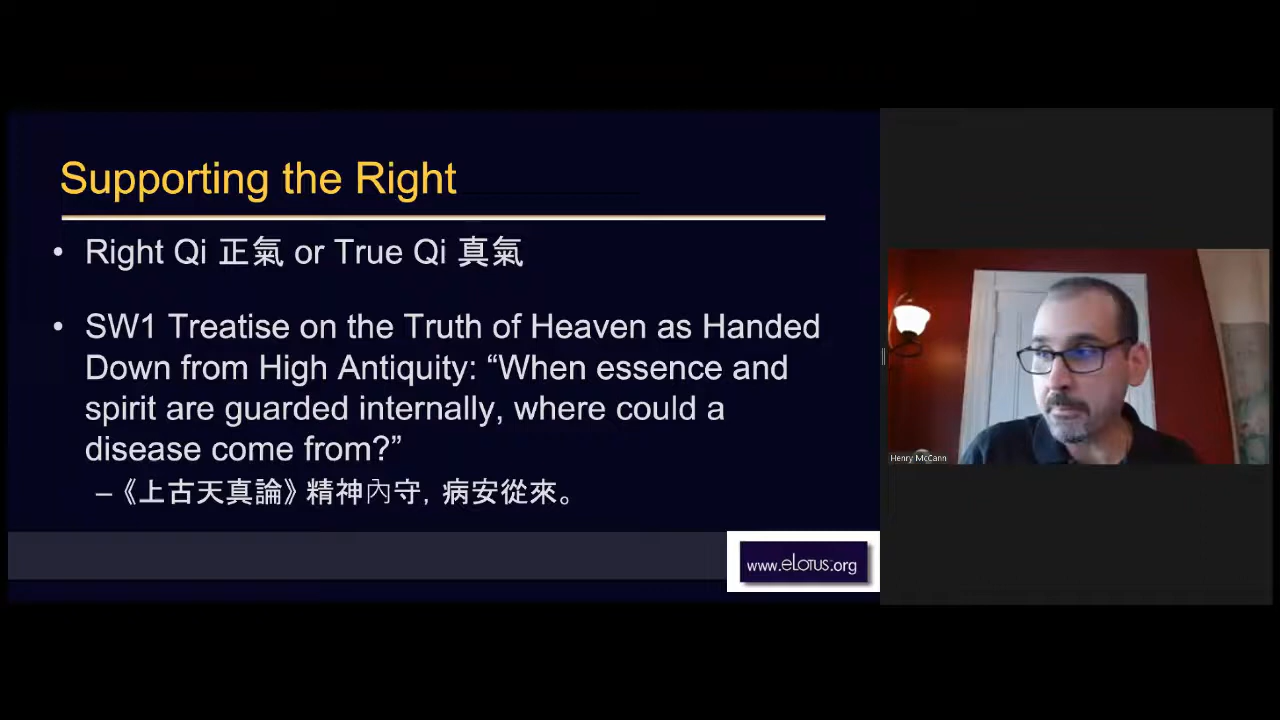 Supporting the Right
• Right Qi 正氣 or True Qi 真氣
• SW1 Treatise on the Truth of Heaven as Handed
Down from High Antiquity: “When essence and
spirit are guarded internally, where could a
disease come from?”
–《上古天真論》精神內守，病安從來。
www.eLotus.org
Henry McCann